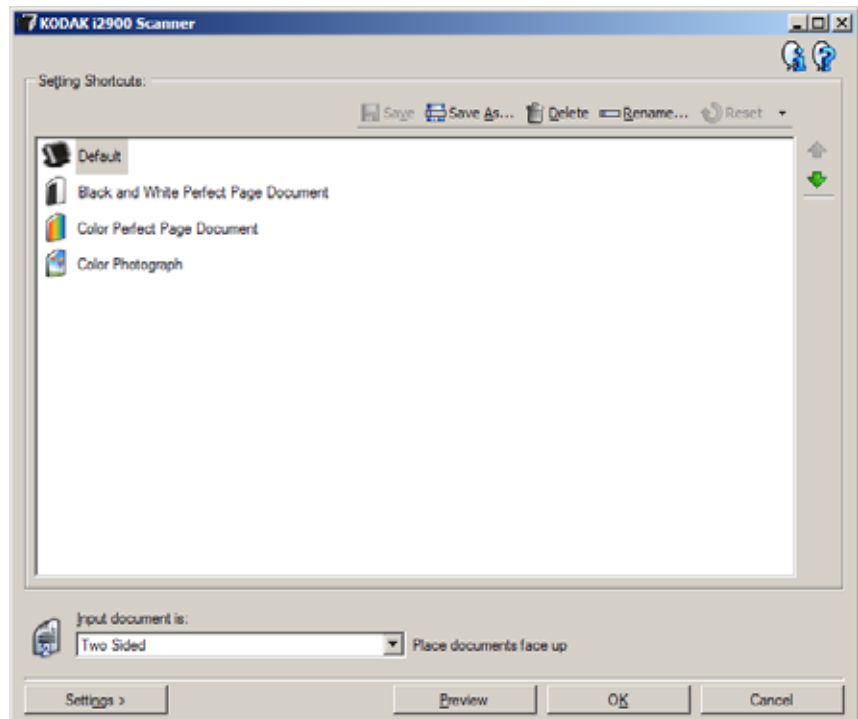 KODAK i2900 Scanner
Setting Shortcuts:
Save Save As... Delete Rename... Reset
Default
Black and White Perfect Page Document
Color Perfect Page Document
Color Photograph
Input document is:
Two Sided Place documents face up
Settings > Preview OK Cancel